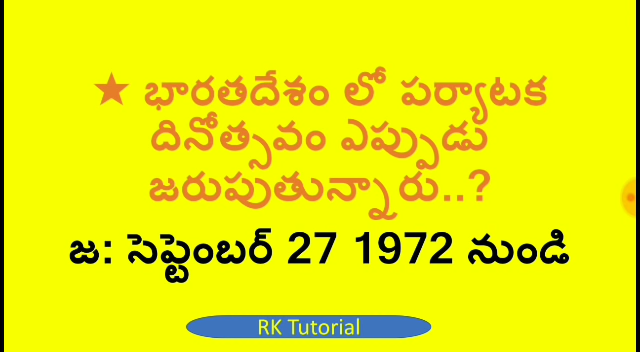 ★ భారతదేశం లో పర్యాటక
దినోత్సవం ఎప్పుడు
జరుపుతున్నారు..?
జ: సెప్టెంబర్ 27 1972 నుండి
RK Tutorial